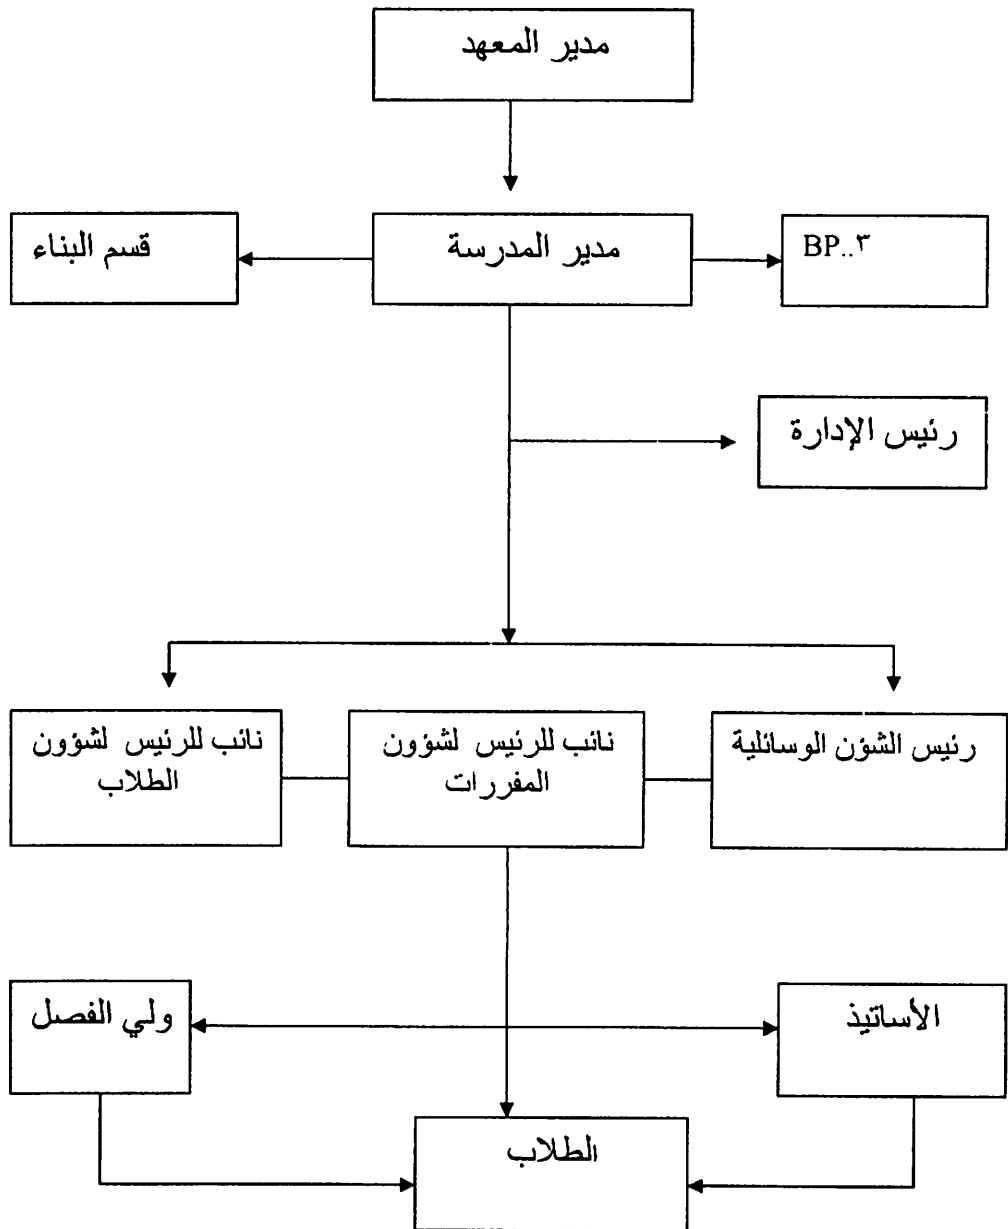 مدير المعهد
قسم البناء
مدير المدرسة
BP..٣
رئيس الإدارة
رئيس الشؤن الوسائلية
نائب للرئيس لشؤون
المفررات
نائب للرئيس لشؤون
الطلاب
الأساتيذ
ولي الفصل
الطلاب